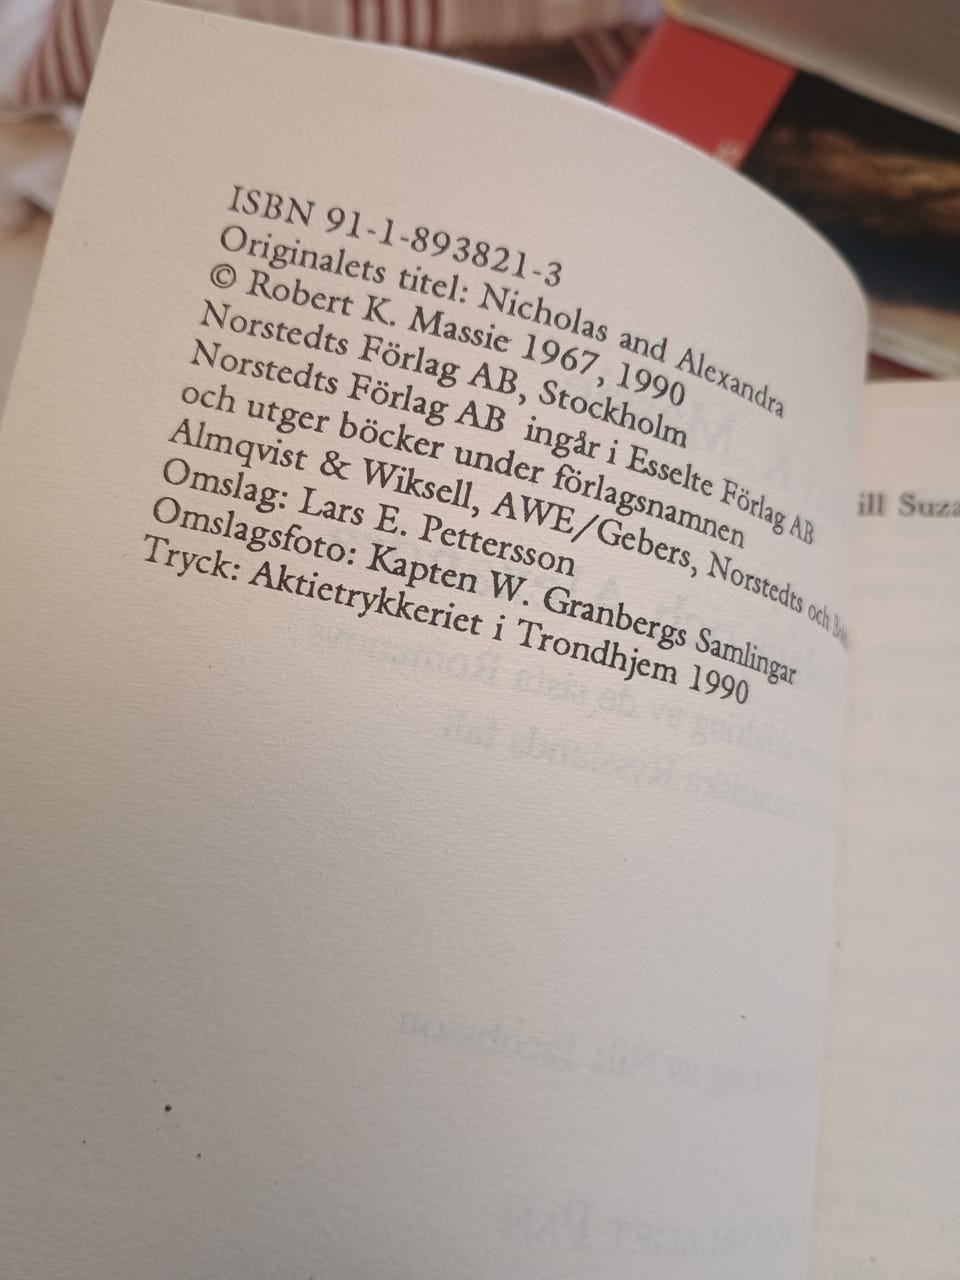 ISBN 91-1-893821-3
Originalets titel: Nicholas and Alexandra
© Robert K. Massie 1967, 1990
Norstedts Förlag AB, Stockholm
Norstedts Förlag AB ingår i Esselte Förlag AB
och utger böcker under förlagsnamnen
Almqvist & Wiksell, AWE/Gebers, Norstedts och
Omslag: Lars E. Pettersson
Omslagsfoto: Kapten W. Granbergs Samlingar
Tryck: Aktietrykkeriet i Trondhjem 1990